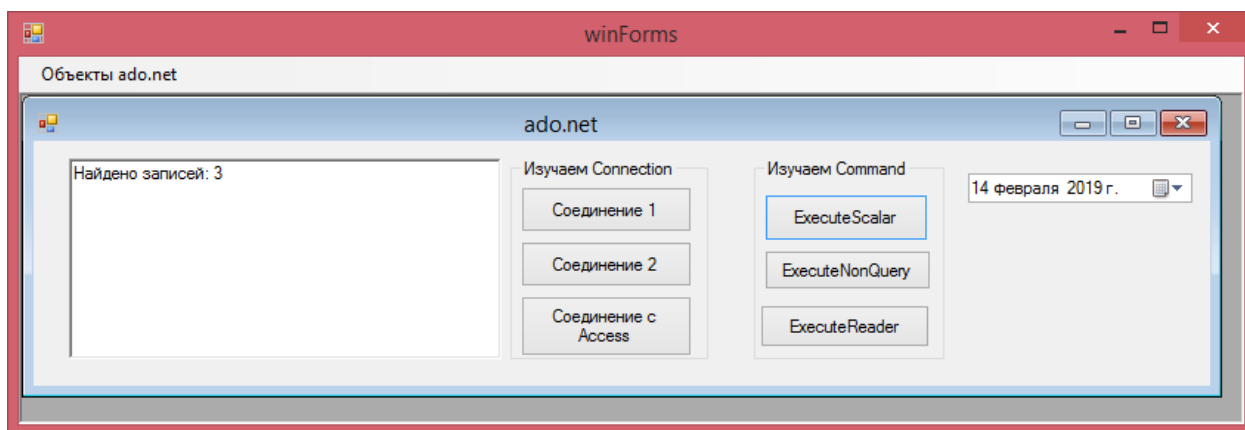 winForms
Объекты ado.net
ado.net
Найдено записей: 3
Изучаем Connection
Соединение 1
Соединение 2
Соединение с
Access
Изучаем Command
ExecuteScalar
ExecuteNonQuery
ExecuteReader
14 февраля 2019 г.